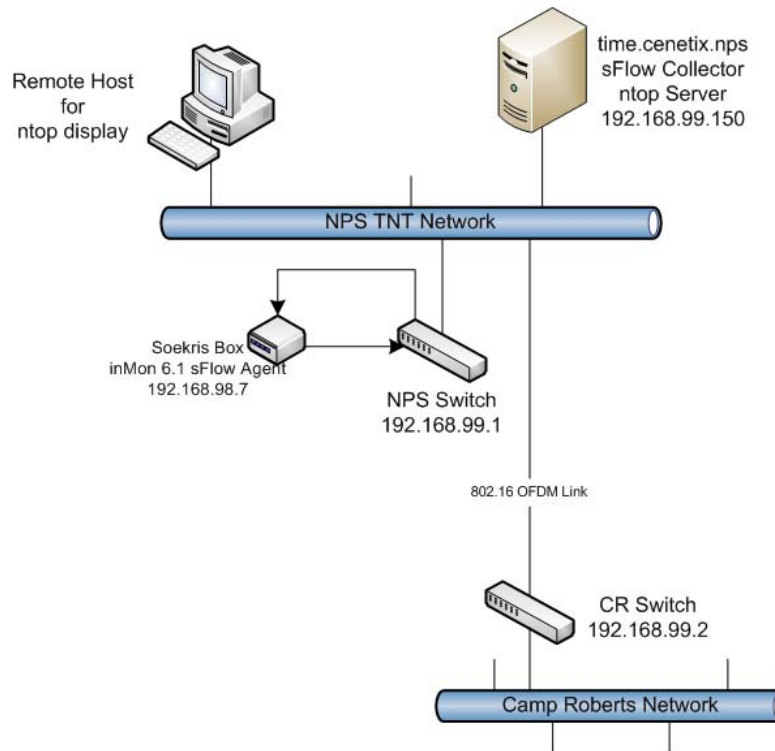 Remote Host
for
ntop display
time.cenetix.nps
sFlow Collector
ntop Server
192.168.99.150
NPS TNT Network
Soekris Box
inMon 6.1 sFlow Agent
192.168.98.7
NPS Switch
192.168.99.1
802.16 OFDM Link
CR Switch
192.168.99.2
Camp Roberts Network